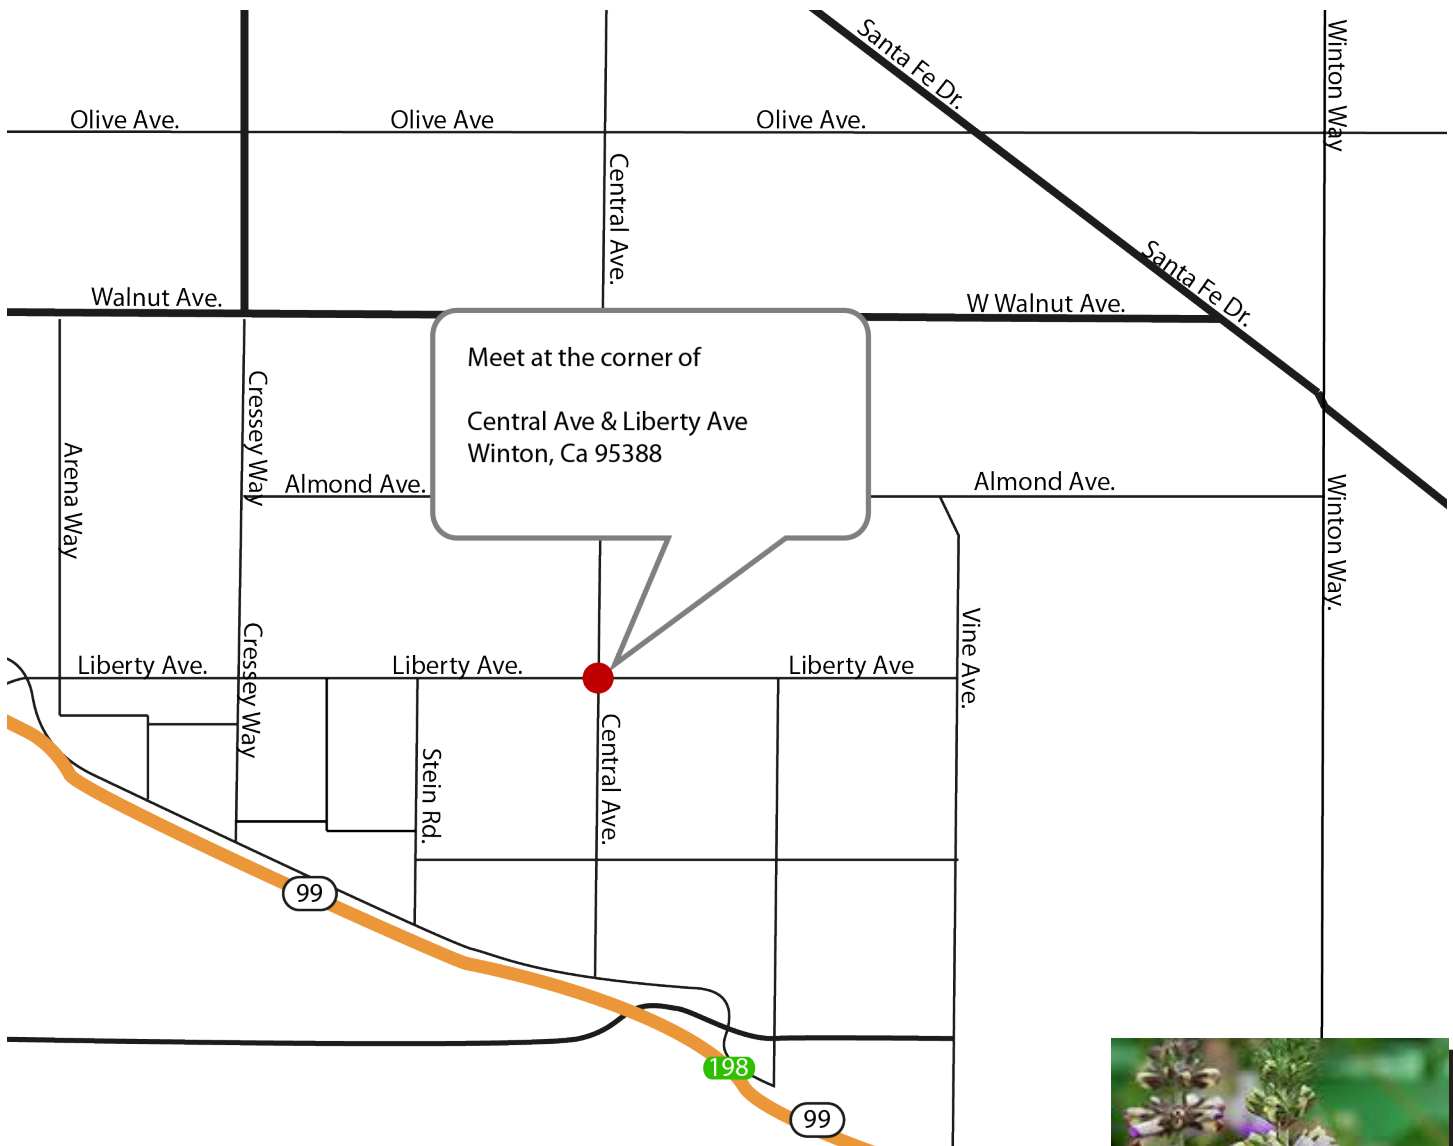 Santa Fe Dr.
Winton Way
Olive Ave.
Olive Ave
Olive Ave.
Central Ave.
Santa Fe Dr.
Walnut Ave.
W Walnut Ave.
Meet at the corner of
Central Ave & Liberty Ave
Winton, Ca 95388
Cressey Way
Arena Way
Almond Ave.
Almond Ave.
Winton Way.
Vine Ave.
Liberty Ave.
Cressey Way
Liberty Ave.
Liberty Ave
Central Ave.
Stein Rd.
99
198
99